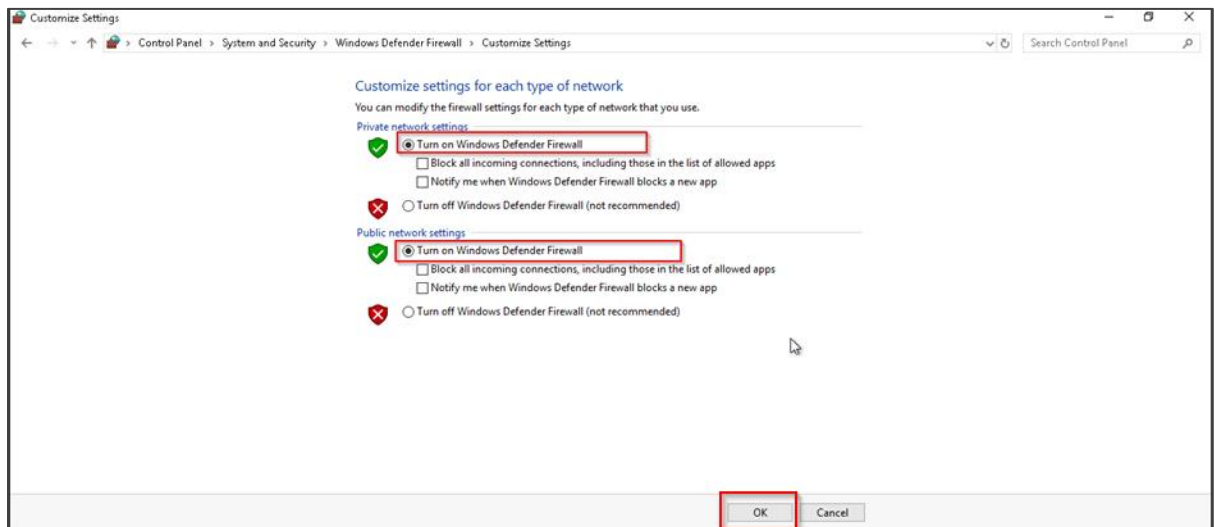 Customize Settings
Control Panel > System and Security > Windows Defender Firewall > Customize Settings
Search Control Panel
Customize settings for each type of network
You can modify the firewall settings for each type of network that you use.
Private network settings
Turn on Windows Defender Firewall
Block all incoming connections, including those in the list of allowed apps
Notify me when Windows Defender Firewall blocks a new app
Turn off Windows Defender Firewall (not recommended)
Public network settings
Turn on Windows Defender Firewall
Block all incoming connections, including those in the list of allowed apps
Notify me when Windows Defender Firewall blocks a new app
Turn off Windows Defender Firewall (not recommended)
OK Cancel